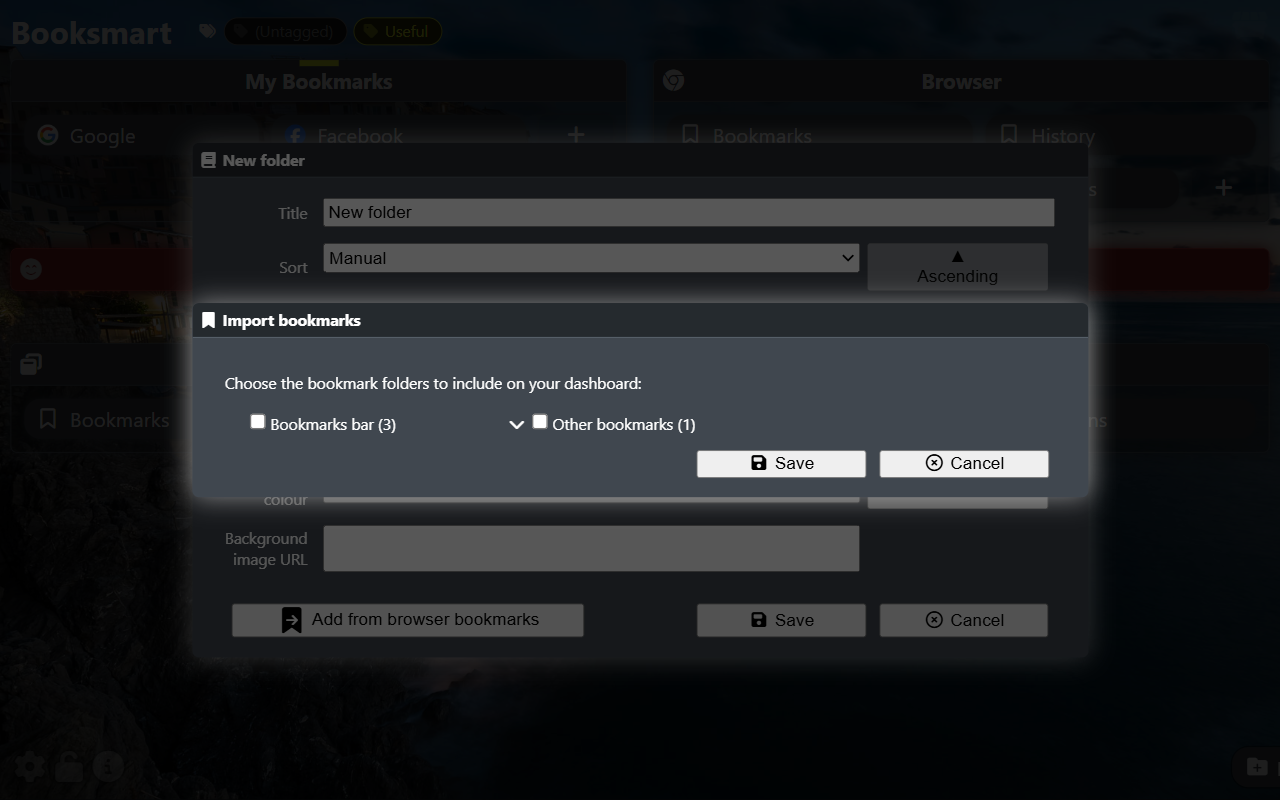 Booksmart (Untagged) Useful
My Bookmarks
Browser
Google Facebook
Bookmarks History
New folder
Title New folder
Sort Manual
Ascending
Import bookmarks
Choose the bookmark folders to include on your dashboard:
Bookmarks bar (3) Other bookmarks (1)
Save Cancel
Bookmarks
colour
Background
image URL
Add from browser bookmarks Save Cancel